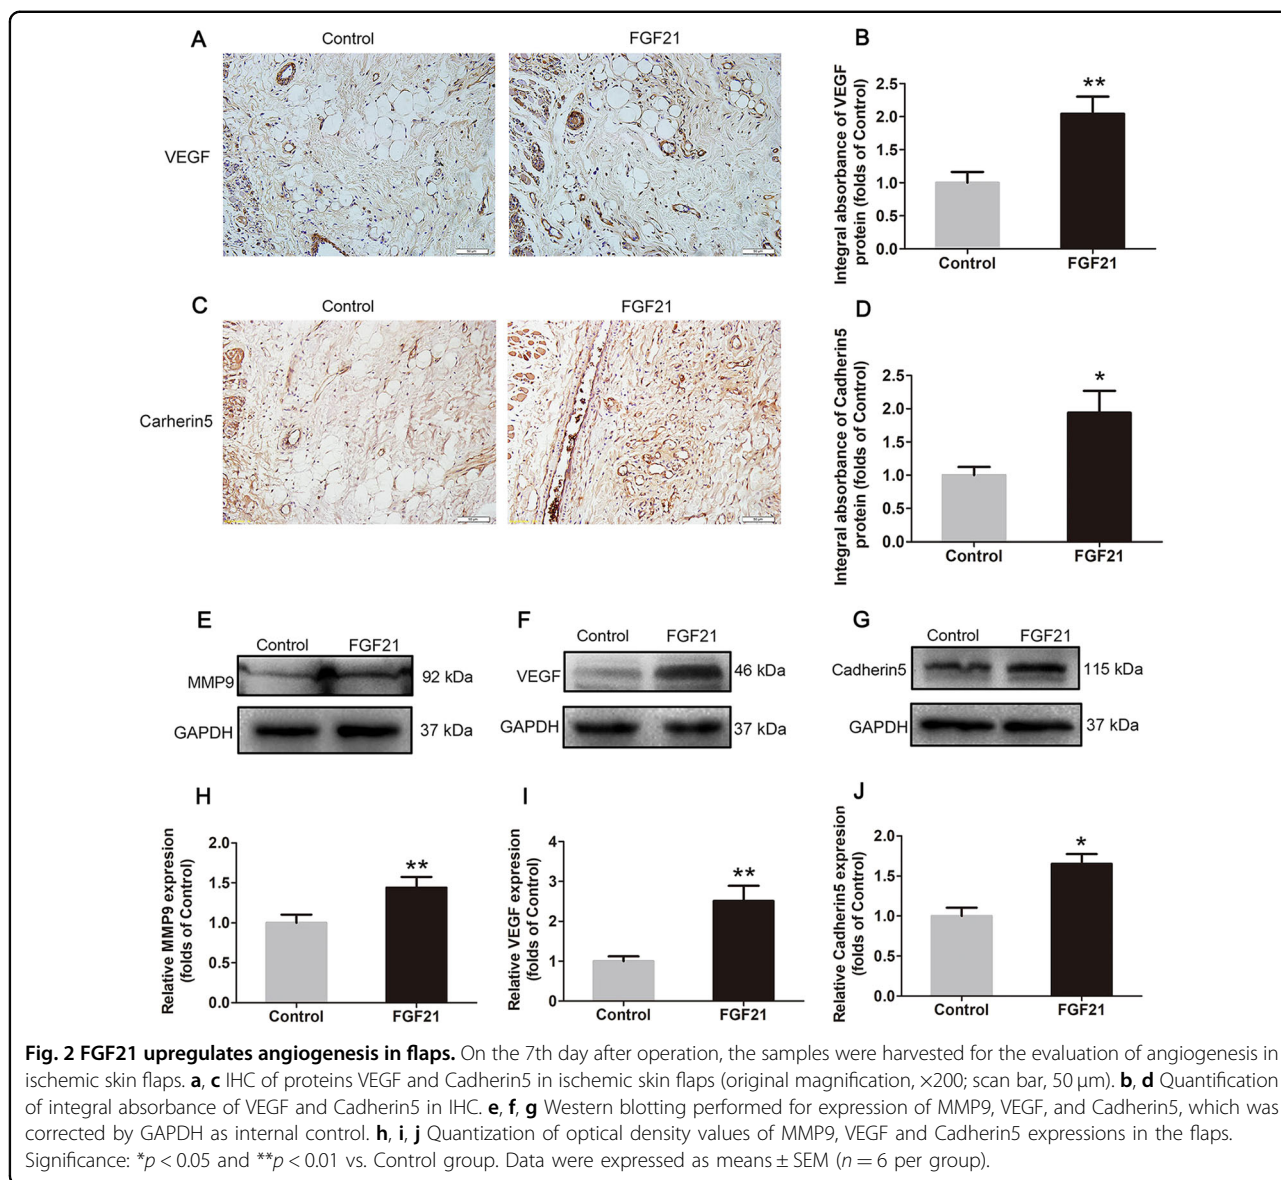 A
Control
FGF21
VEGF
B
Integral absorbance of VEGF
protein (folds of Control)
2.5
2.0
1.5
1.0
0.5
0.0
**
Control
FGF21
C
Control
FGF21
Carherin5
D
Integral absorbance of Cadherin5
protein (folds of Control)
2.5
2.0
1.5
1.0
0.5
0.0
*
Control
FGF21
E
Control
FGF21
MMP9
92 kDa
GAPDH
37 kDa
F
Control
FGF21
VEGF
46 kDa
GAPDH
37 kDa
G
Control
FGF21
Cadherin5
115 kDa
GAPDH
37 kDa
H
Relative MMP9 expression
(folds of Control)
2.0
1.5
1.0
0.5
0.0
**
Control
FGF21
I
Relative VEGF expression
(folds of Control)
4
3
2
1
0
**
Control
FGF21
J
Relative Cadherin5 expression
(folds of Control)
2.0
1.5
1.0
0.5
0.0
*
Control
FGF21
Fig. 2 FGF21 upregulates angiogenesis in flaps. On the 7th day after operation, the samples were harvested for the evaluation of angiogenesis in
ischemic skin flaps. a, c IHC of proteins VEGF and Cadherin5 in ischemic skin flaps (original magnification, ×200; scan bar, 50 μm). b, d Quantification
of integral absorbance of VEGF and Cadherin5 in IHC. e, f, g Western blotting performed for expression of MMP9, VEGF, and Cadherin5, which was
corrected by GAPDH as internal control. h, i, j Quantization of optical density values of MMP9, VEGF and Cadherin5 expressions in the flaps.
Significance: *p < 0.05 and **p < 0.01 vs. Control group. Data were expressed as means ± SEM (n = 6 per group).